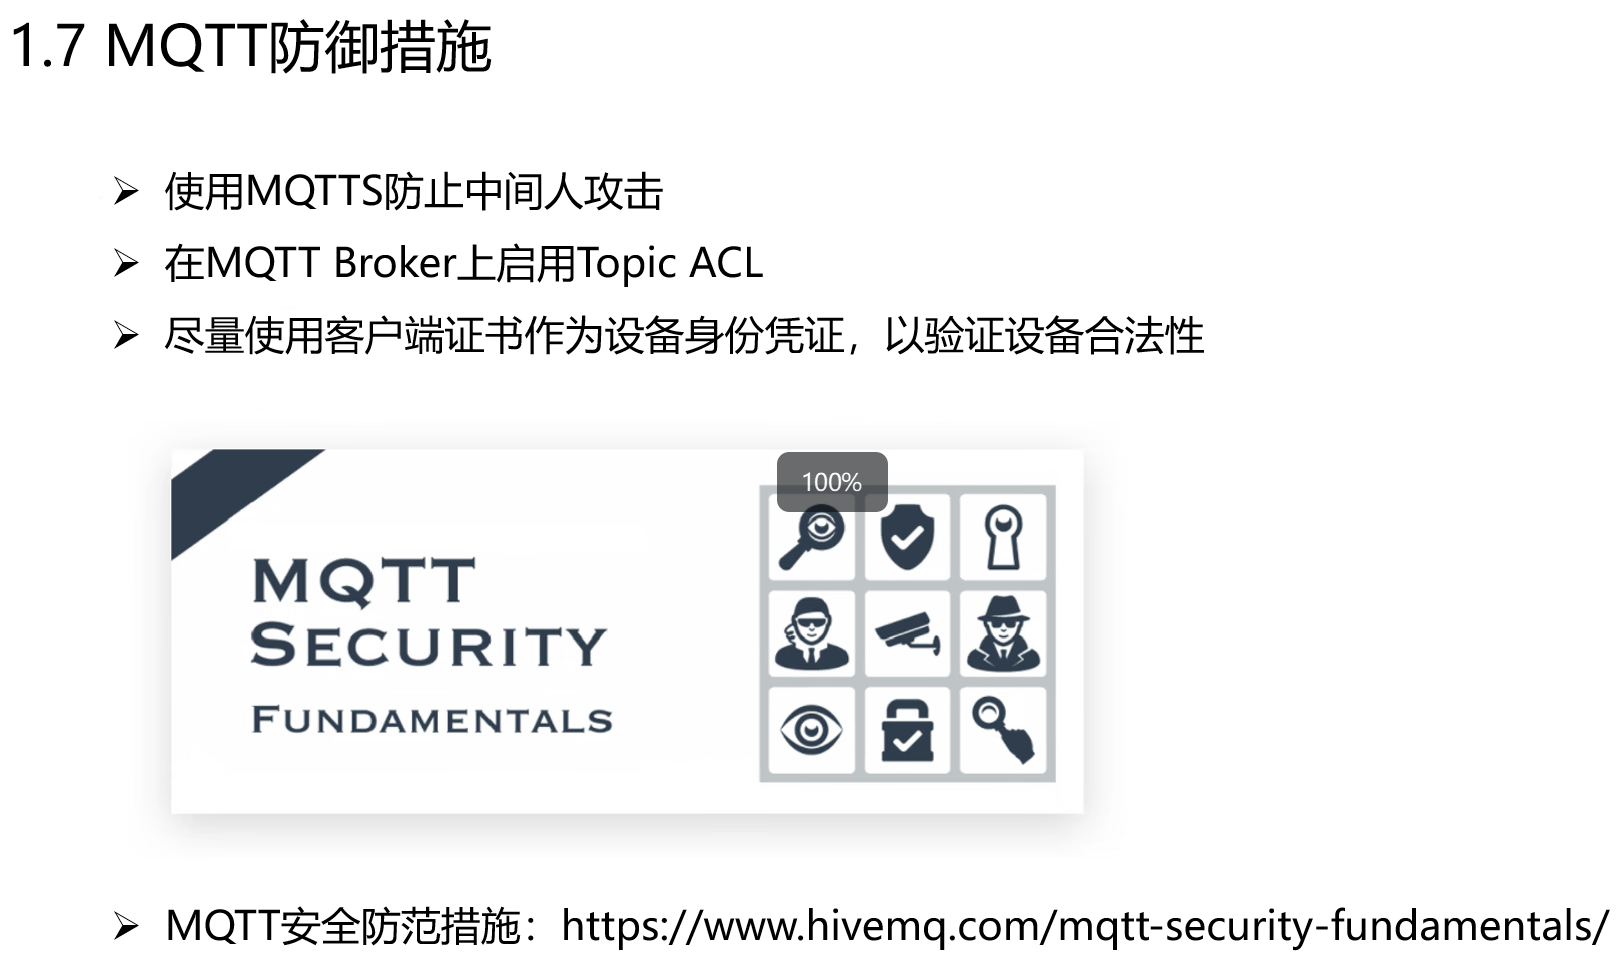 1.7 MQTT防御措施
使用MQTTS防止中间人攻击
在MQTT Broker上启用Topic ACL
尽量使用客户端证书作为设备身份凭证，以验证设备合法性
100%
MQTT
SECURITY
FUNDAMENTALS
MQTT安全防范措施：https://www.hivemq.com/mqtt-security-fundamentals/